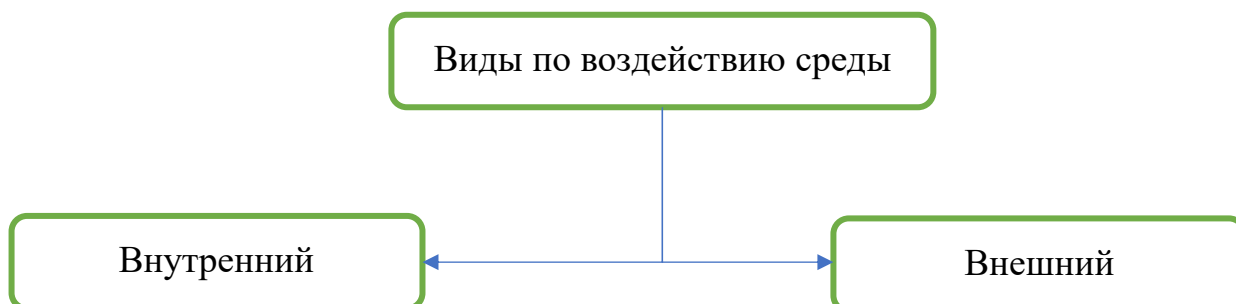 Виды по воздействию среды
Внутренний
Внешний